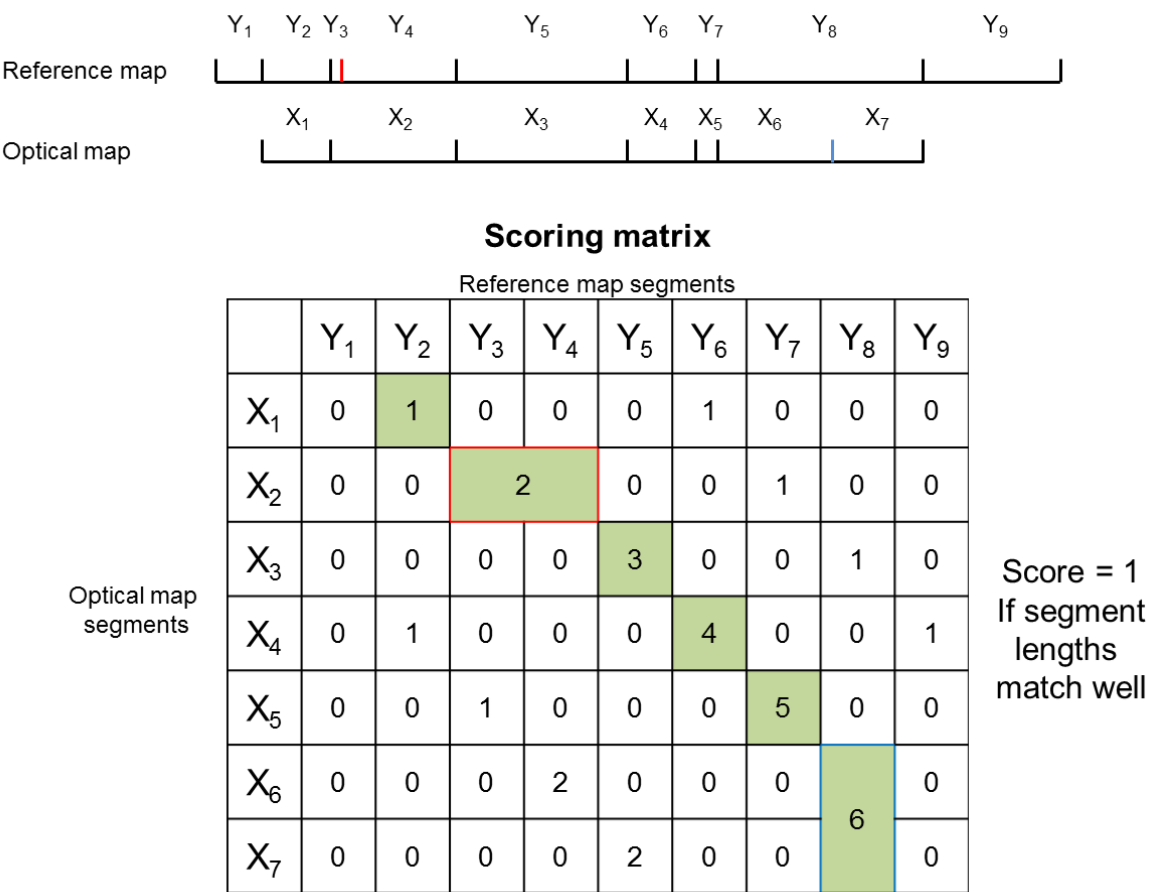 Y₁ Y₂ Y₃ Y₄ Y₅ Y₆ Y₇ Y₈ Y₉
Reference map
X₁ X₂ X₃ X₄ X₅ X₆ X₇
Optical map
Scoring matrix
Reference map segments
Y₁ Y₂ Y₃ Y₄ Y₅ Y₆ Y₇ Y₈ Y₉
X₁ 0 1 0 0 0 1 0 0 0
X₂ 0 0 2 0 0 1 0 0
X₃ 0 0 0 0 3 0 0 1 0
X₄ 0 1 0 0 0 4 0 0 1
X₅ 0 0 1 0 0 0 5 0 0
X₆ 0 0 0 2 0 0 0 6 0
X₇ 0 0 0 0 2 0 0 0
Optical map
segments
Score = 1
If segment
lengths
match well